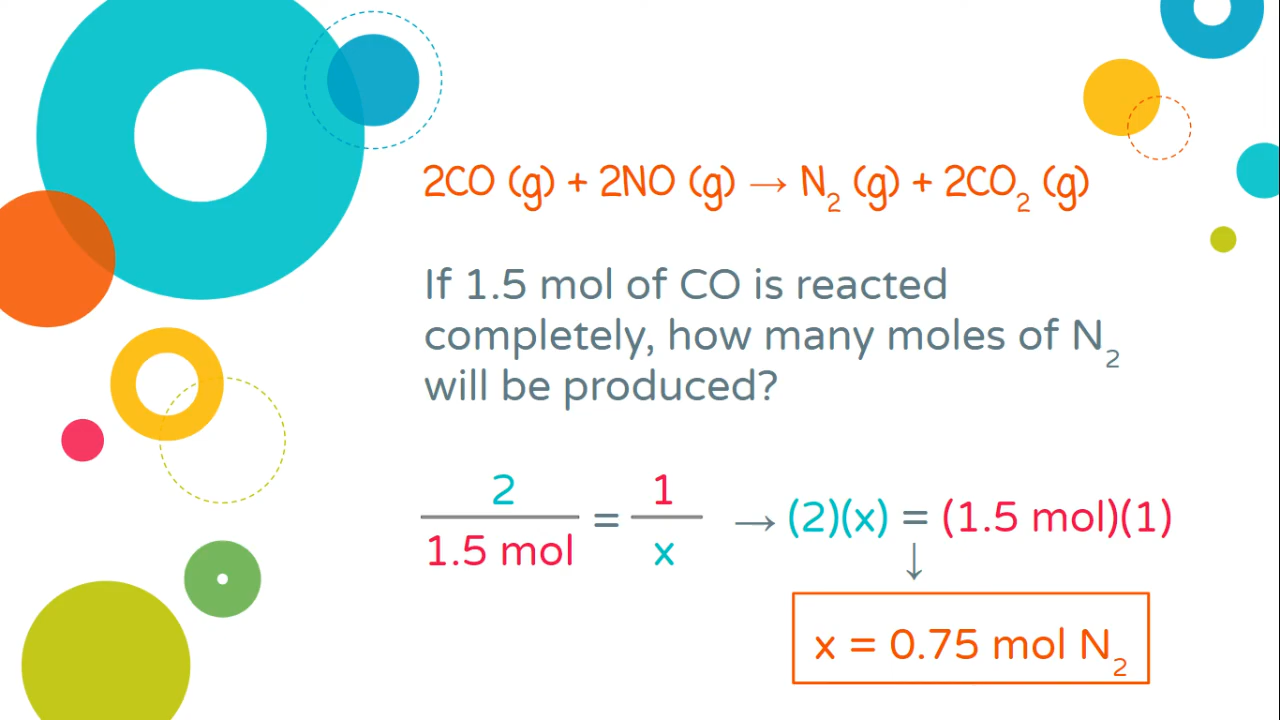 2CO (g) + 2NO (g) → N₂ (g) + 2CO₂ (g)
If 1.5 mol of CO is reacted
completely, how many moles of N₂
will be produced?
2/1.5 mol = 1/x → (2)(x) = (1.5 mol)(1)
↓
x = 0.75 mol N₂